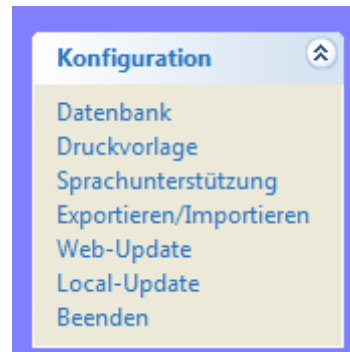 Konfiguration
Datenbank
Druckvorlage
Sprachunterstützung
Exportieren/Importieren
Web-Update
Local-Update
Beenden